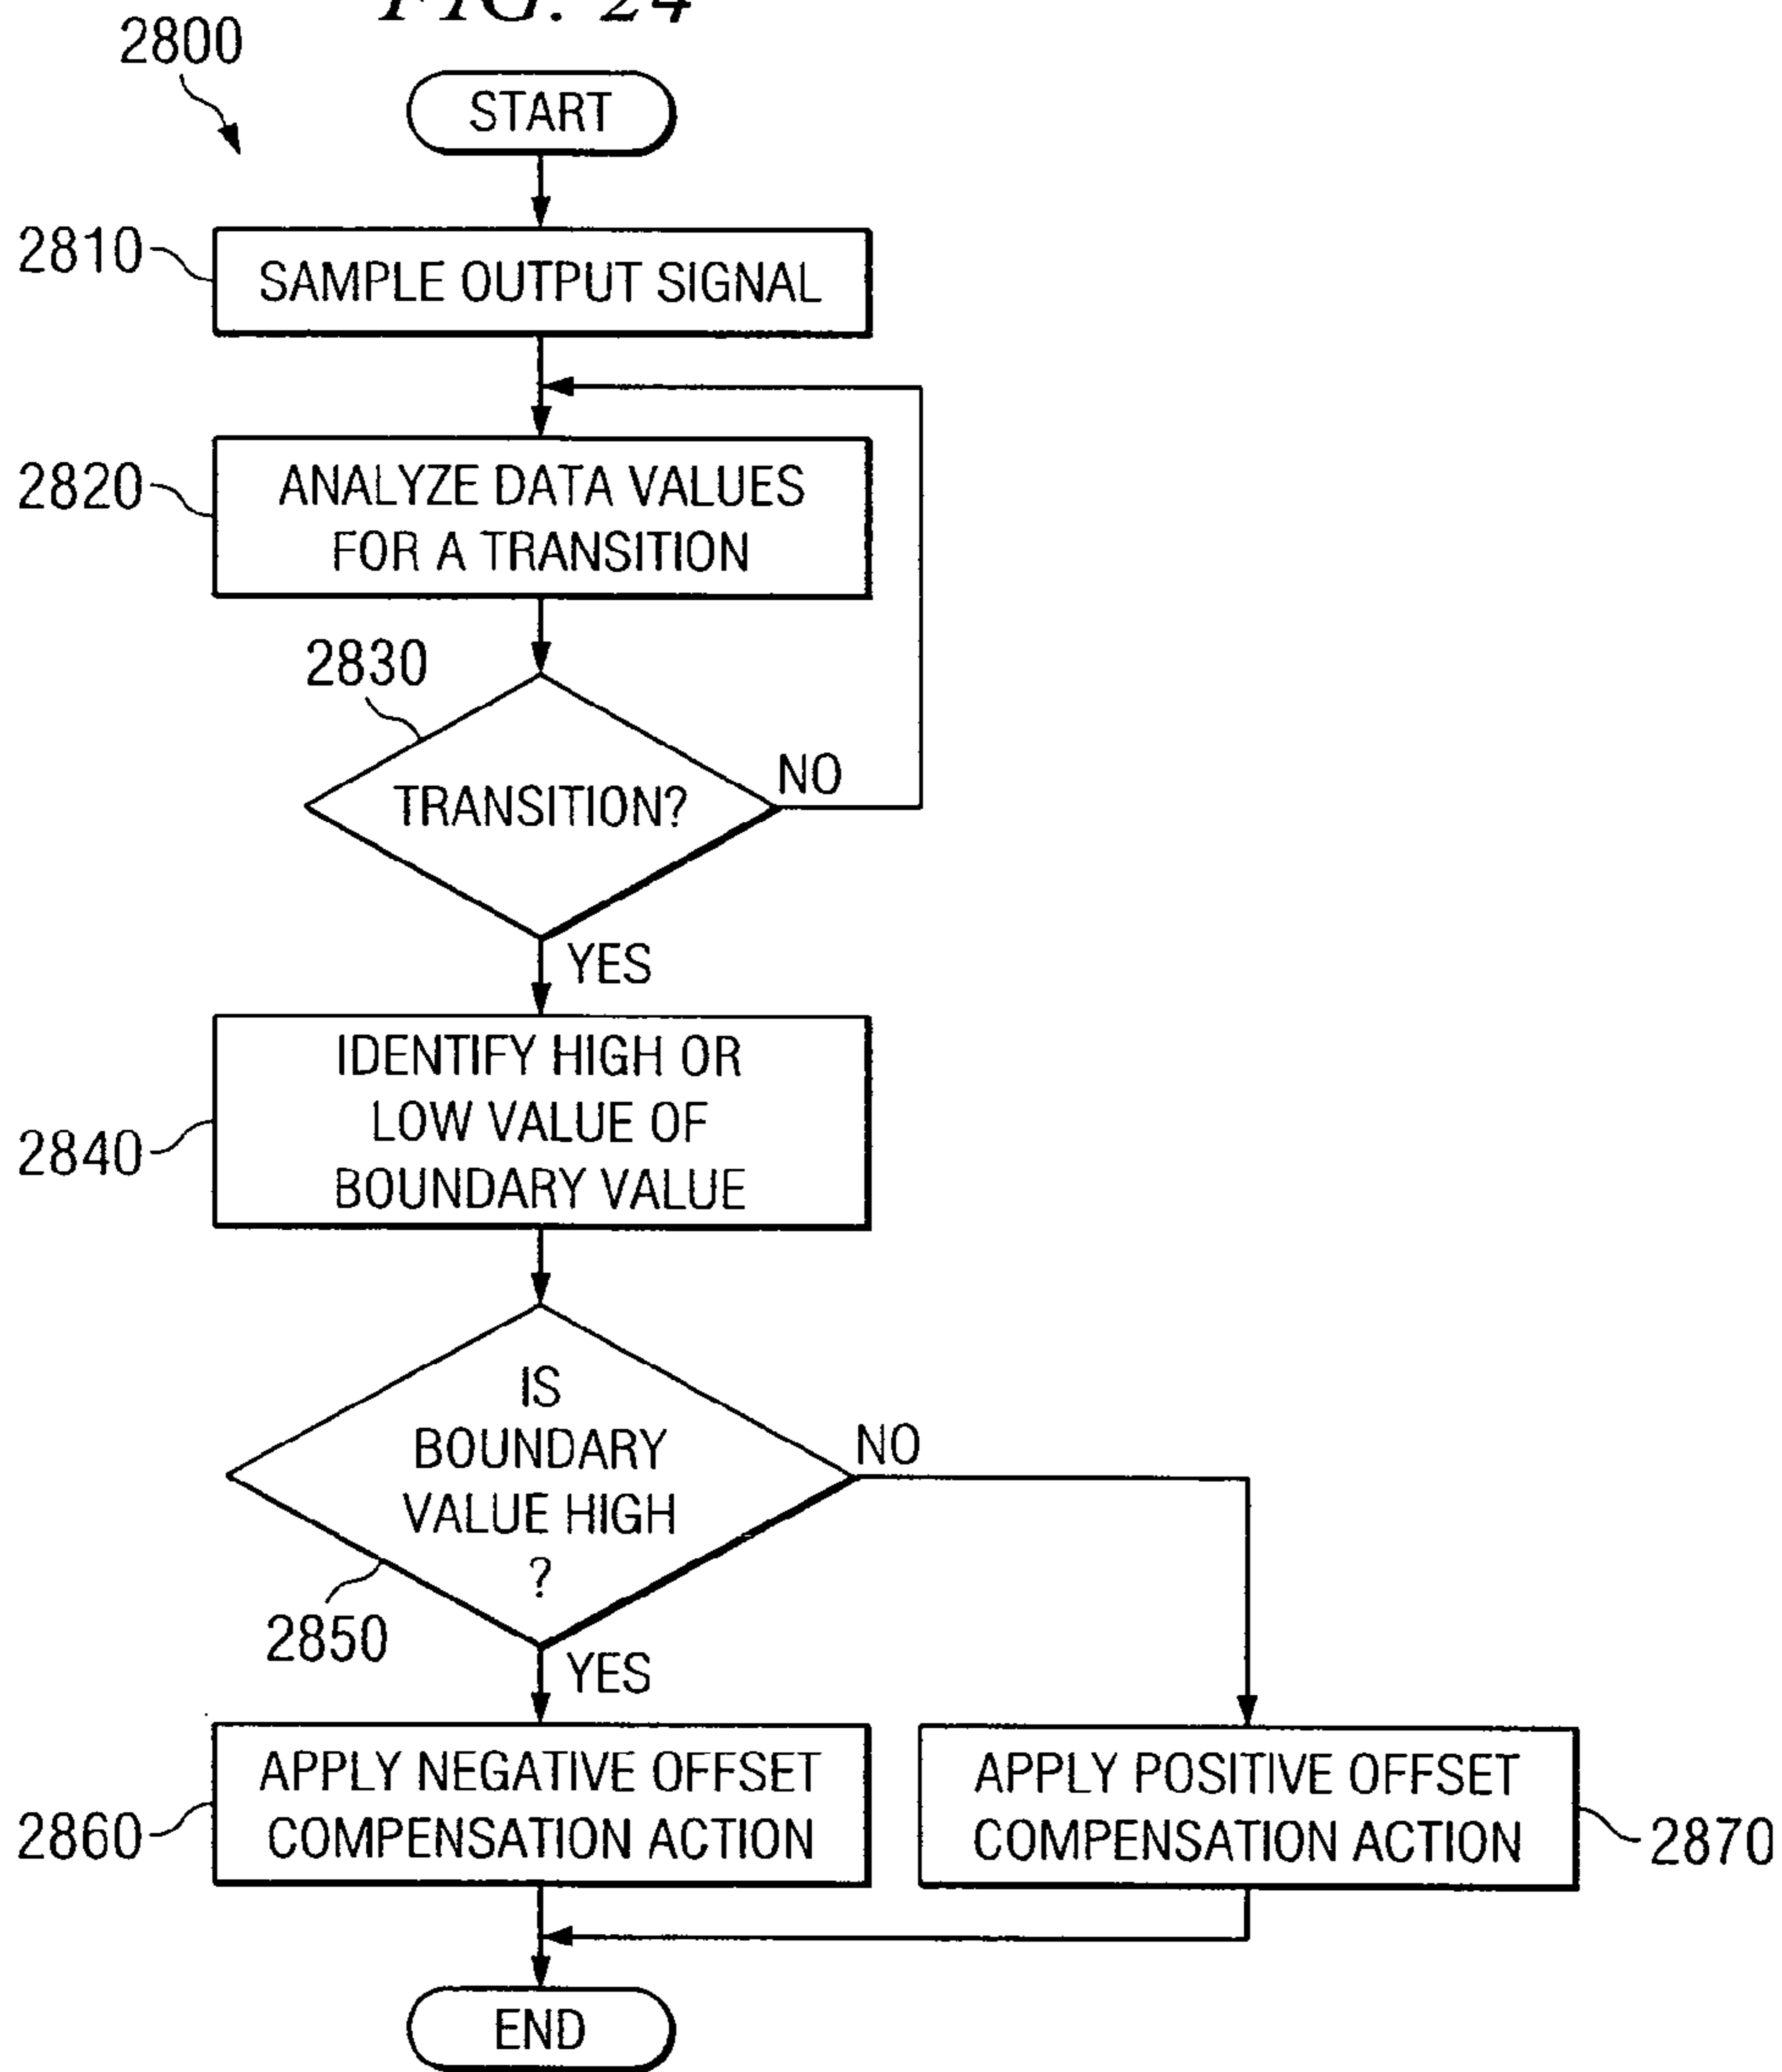 FIG. 24
2800
START
2810
SAMPLE OUTPUT SIGNAL
2820
ANALYZE DATA VALUES
FOR A TRANSITION
2830
TRANSITION?
NO
YES
2840
IDENTIFY HIGH OR
LOW VALUE OF
BOUNDARY VALUE
IS
BOUNDARY
VALUE HIGH
?
NO
2850
YES
2860
APPLY NEGATIVE OFFSET
COMPENSATION ACTION
APPLY POSITIVE OFFSET
COMPENSATION ACTION
2870
END